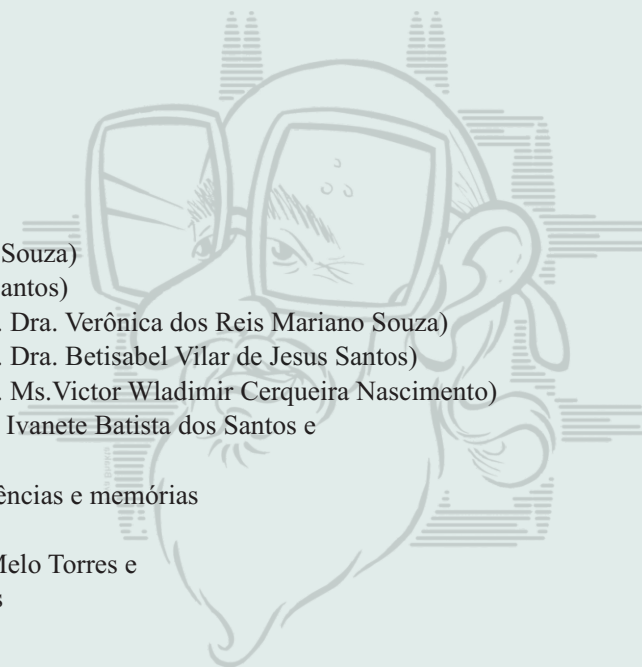 Souza)
antos)
. Dra. Verônica dos Reis Mariano Souza)
. Dra. Betisabel Vilar de Jesus Santos)
. Ms.Victor Wladimir Cerqueira Nascimento)
Ivanete Batista dos Santos e
ências e memórias
Melo Torres e
s